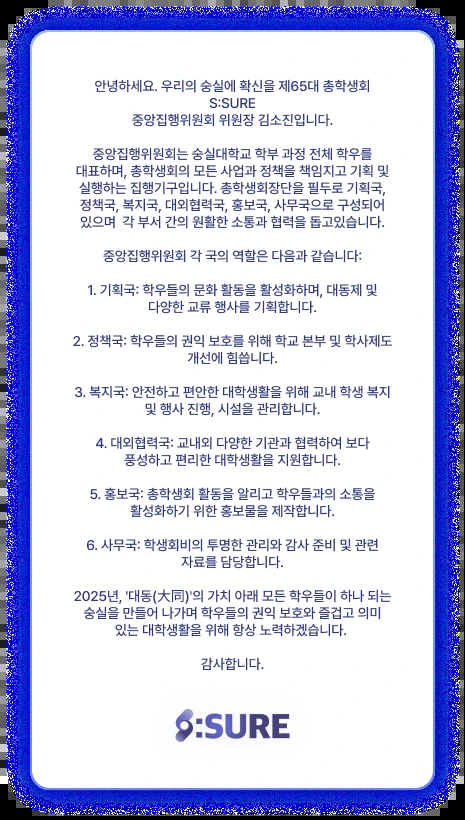 안녕하세요. 우리의 숭실에 확신을 제65대 총학생회
S:SURE
중앙집행위원회 위원장 김소진입니다.
중앙집행위원회는 숭실대학교 학부 과정 전체 학우를
대표하며, 총학생회의 모든 사업과 정책을 책임지고 기획 및
실행하는 집행기구입니다. 총학생회장단을 필두로 기획국,
정책국, 복지국, 대외협력국, 홍보국, 사무국으로 구성되어
있으며 각 부서 간의 원활한 소통과 협력을 돕고있습니다.
중앙집행위원회 각 국의 역할은 다음과 같습니다:
1. 기획국: 학우들의 문화 활동을 활성화하며, 대동제 및
다양한 교류 행사를 기획합니다.
2. 정책국: 학우들의 권익 보호를 위해 학교 본부 및 학사제도
개선에 힘씁니다.
3. 복지국: 안전하고 편안한 대학생활을 위해 교내 학생 복지
및 행사 진행, 시설을 관리합니다.
4. 대외협력국: 교내외 다양한 기관과 협력하여 보다
풍성하고 편리한 대학생활을 지원합니다.
5. 홍보국: 총학생회 활동을 알리고 학우들과의 소통을
활성화하기 위한 홍보물을 제작합니다.
6. 사무국: 학생회비의 투명한 관리와 감사 준비 및 관련
자료를 담당합니다.
2025년, '대동(大同)'의 가치 아래 모든 학우들이 하나 되는
숭실을 만들어 나가며 학우들의 권익 보호와 즐겁고 의미
있는 대학생활을 위해 항상 노력하겠습니다.
감사합니다.
S:SURE